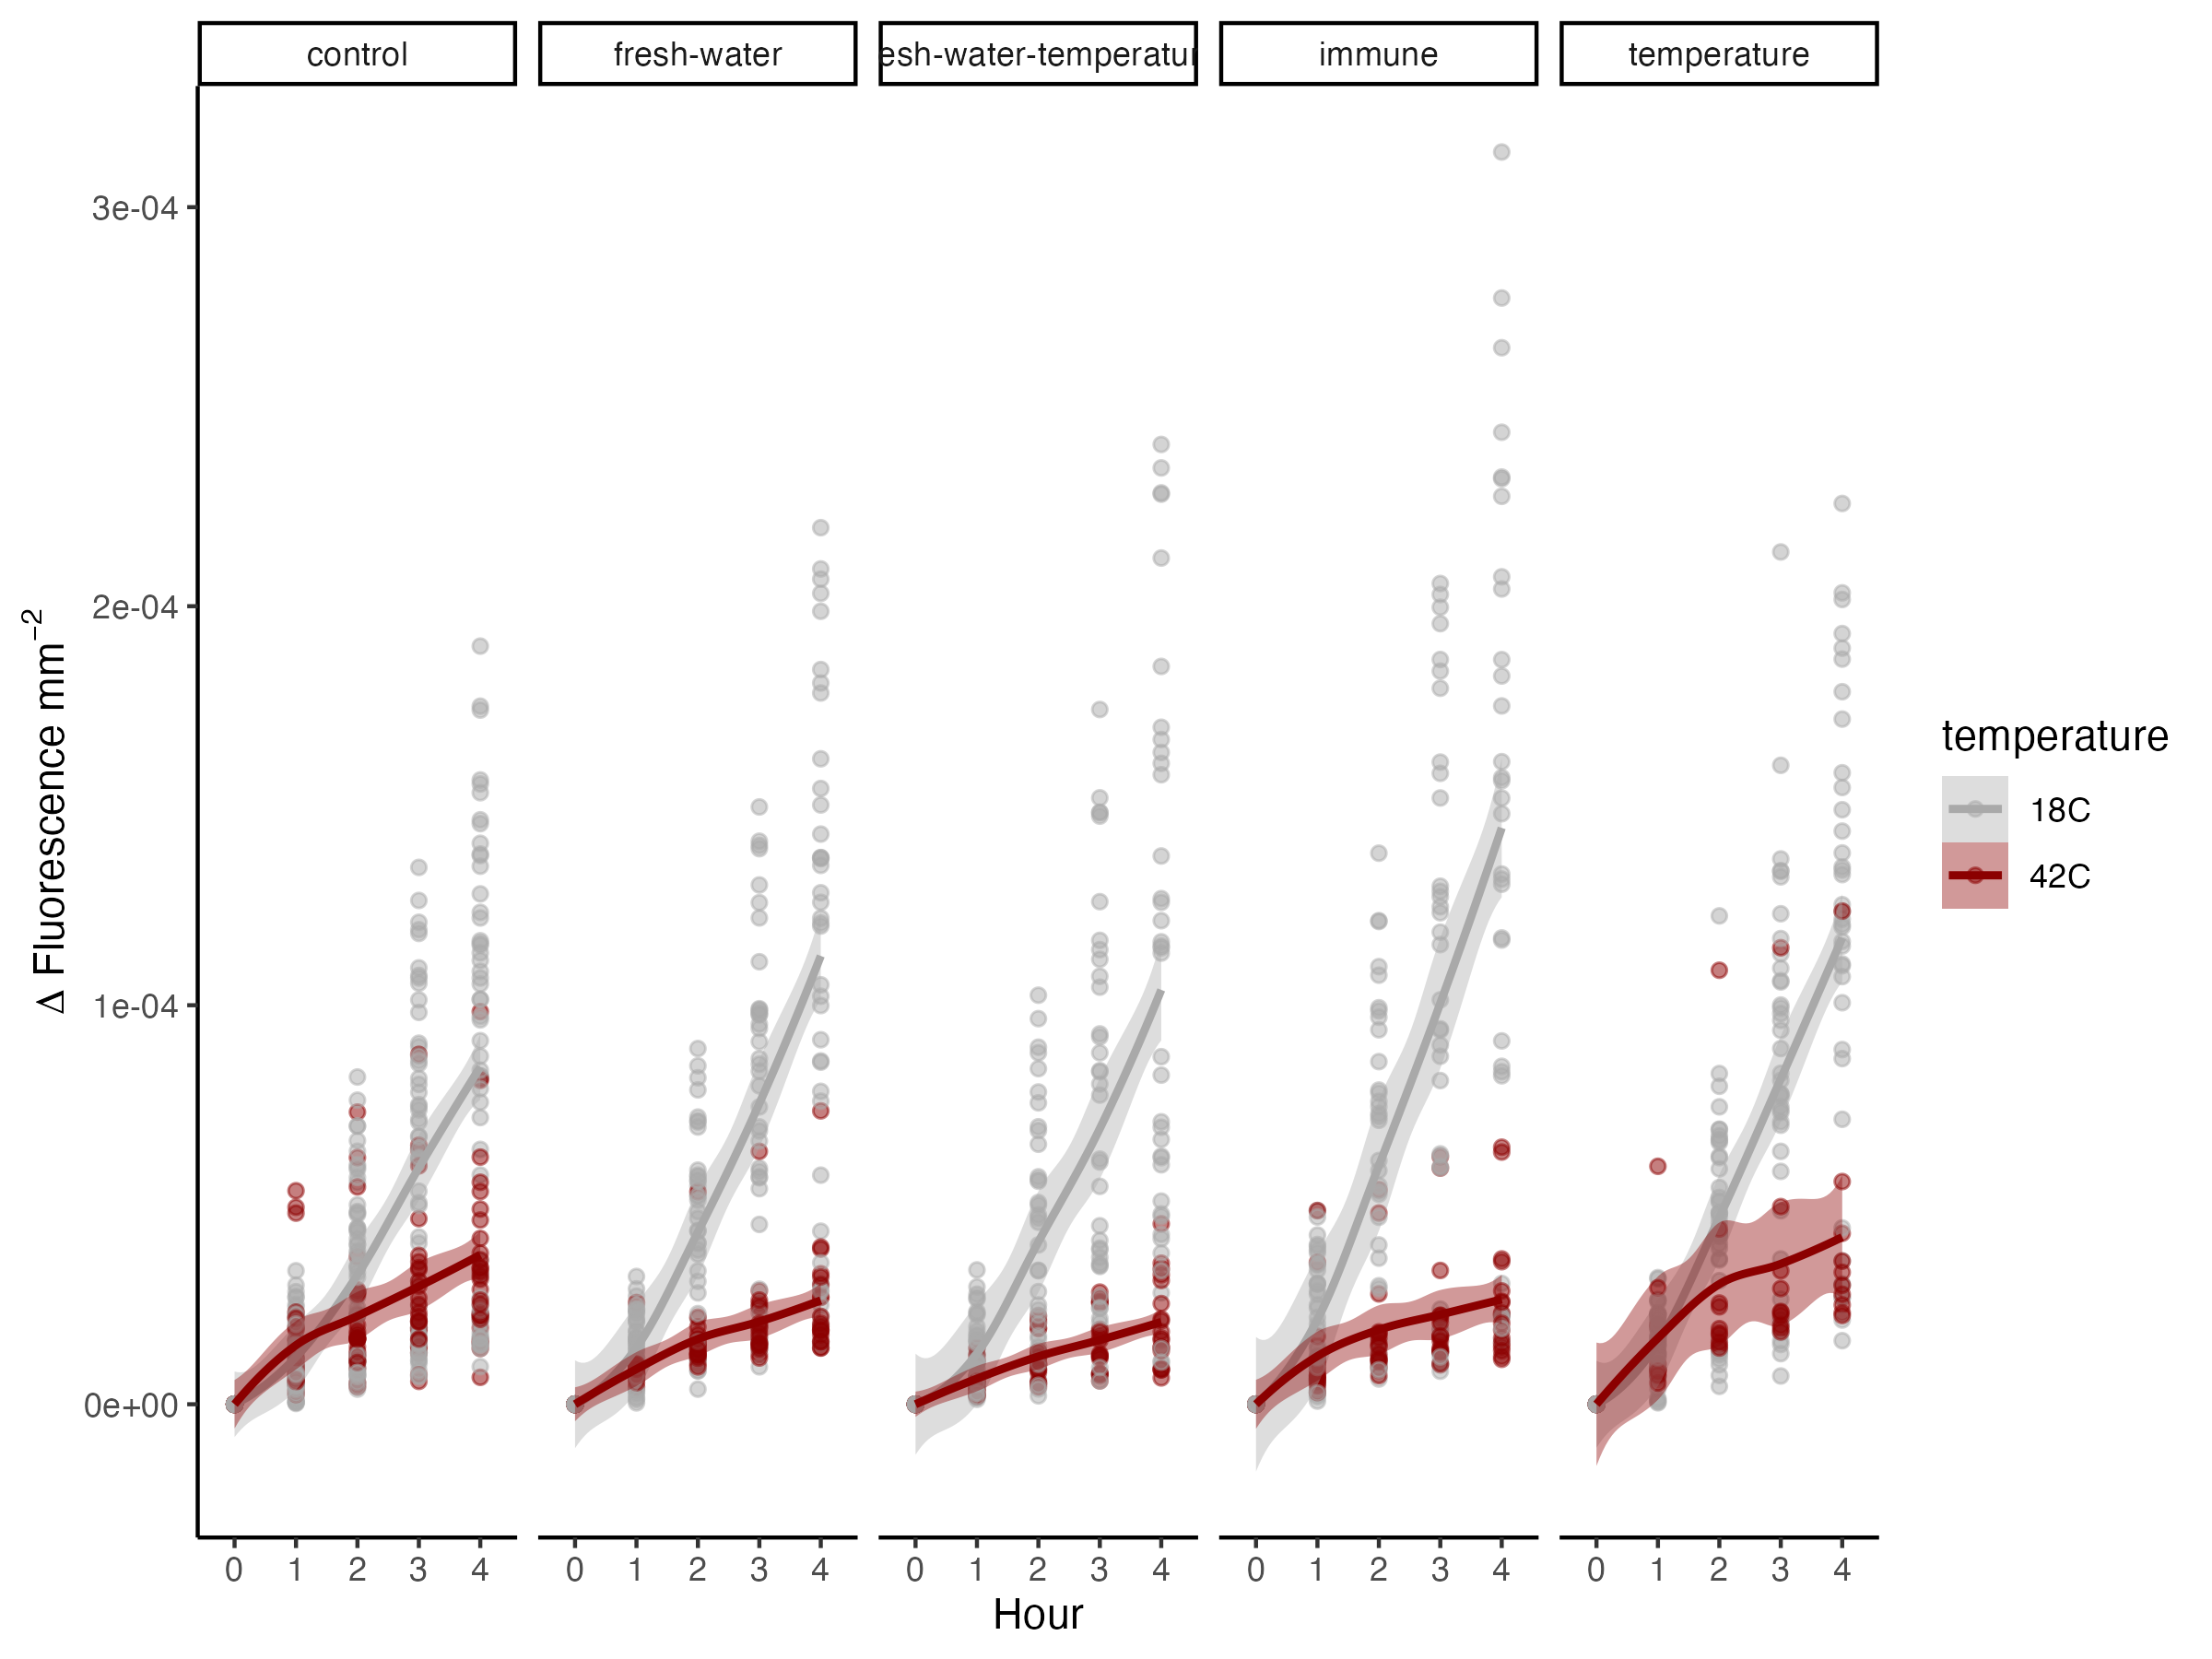 control
fresh-water
esh-water-temperatu
immune
temperature
3e-04
2e-04
1e-04
0e+00
Δ Fluorescence mm⁻²
0 1 2 3 4
0 1 2 3 4
0 1 2 3 4
0 1 2 3 4
0 1 2 3 4
Hour
temperature
18C
42C